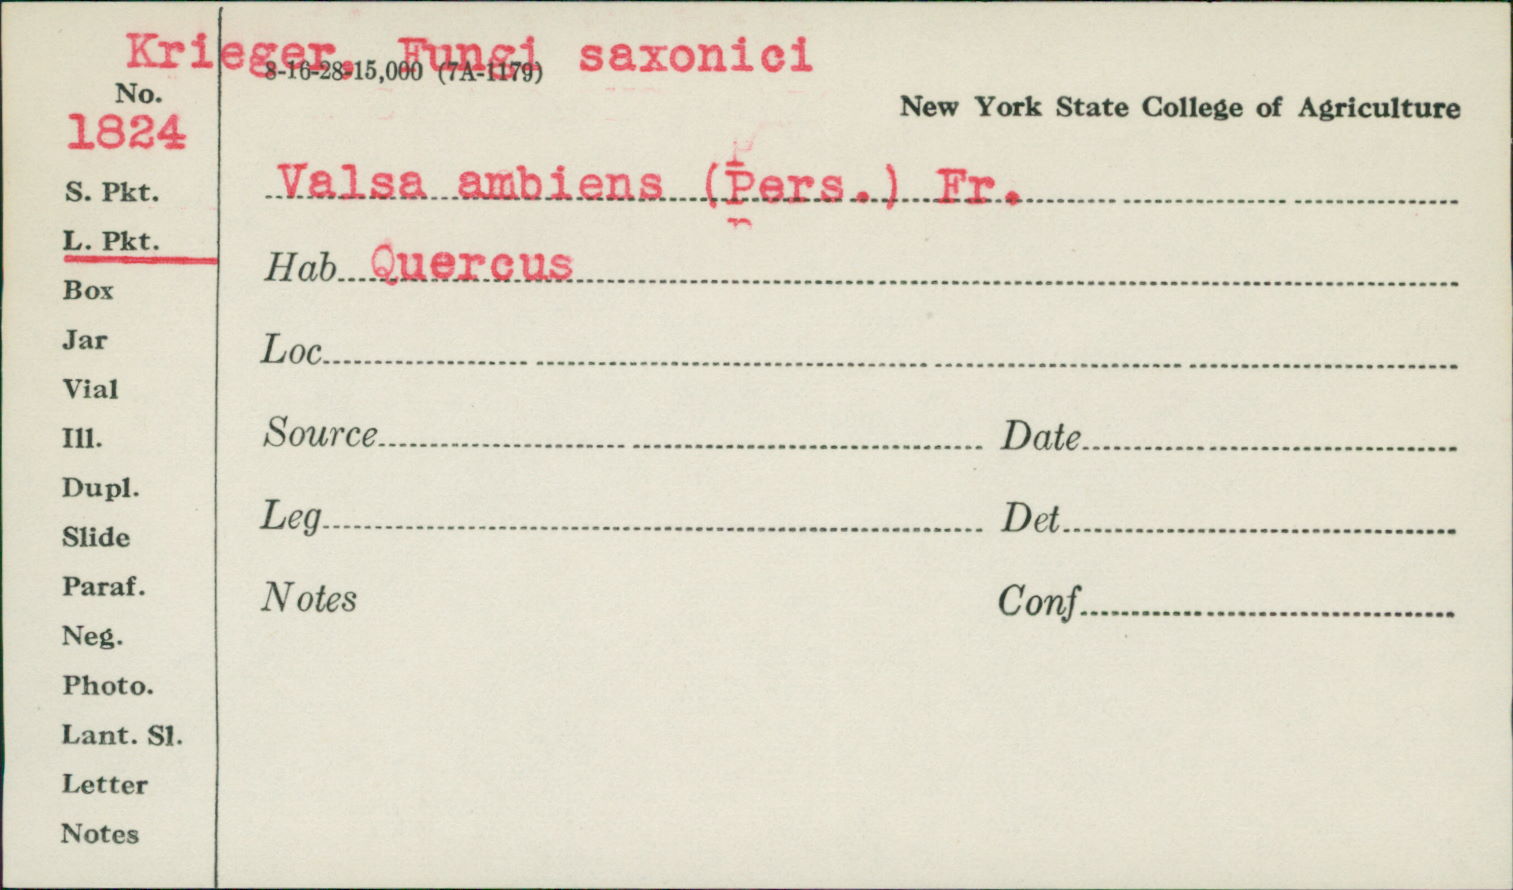 Krieger, Fungi saxonici
8-16-28-15,000 (7A-1179)
No.
New York State College of Agriculture
1824
Valsa ambiens (Pers.) Fr.
S. Pkt.
L. Pkt.
Hab. Quercus
Box
Jar
Loc.
Vial
Ill.
Source Date
Dupl.
Leg. Det.
Slide
Paraf.
Notes Conf.
Neg.
Photo.
Lant. Sl.
Letter
Notes